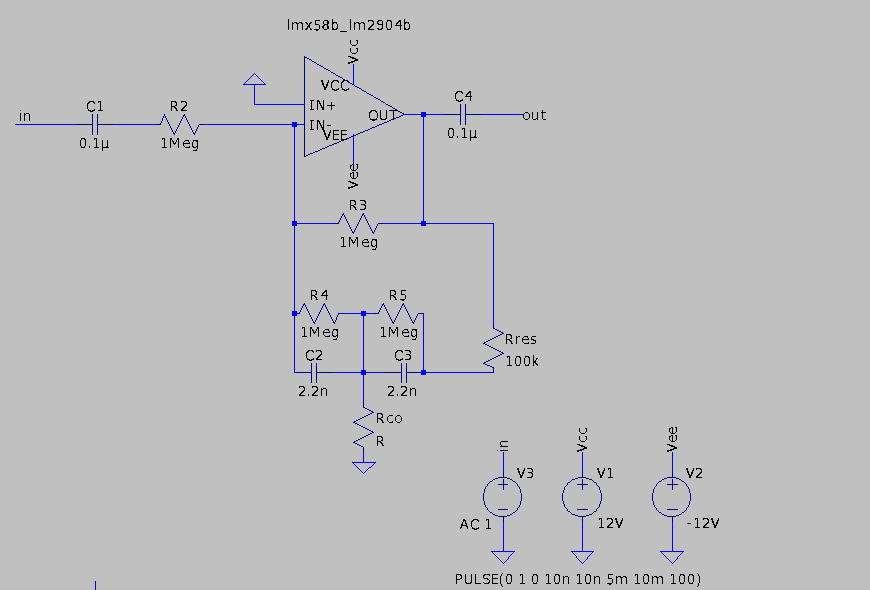 lmx58b_lm2904b
Vcc
VCC
IN+
OUT
IN-
VEE
Vee
in
C1
0.1µ
R2
1Meg
C4
0.1µ
out
R3
1Meg
R4
1Meg
R5
1Meg
C2
2.2n
C3
2.2n
Rres
100k
Rco
R
in
V3
AC 1
Vcc
V1
12V
Vee
V2
-12V
PULSE(0 1 0 10n 10n 5m 10m 100)